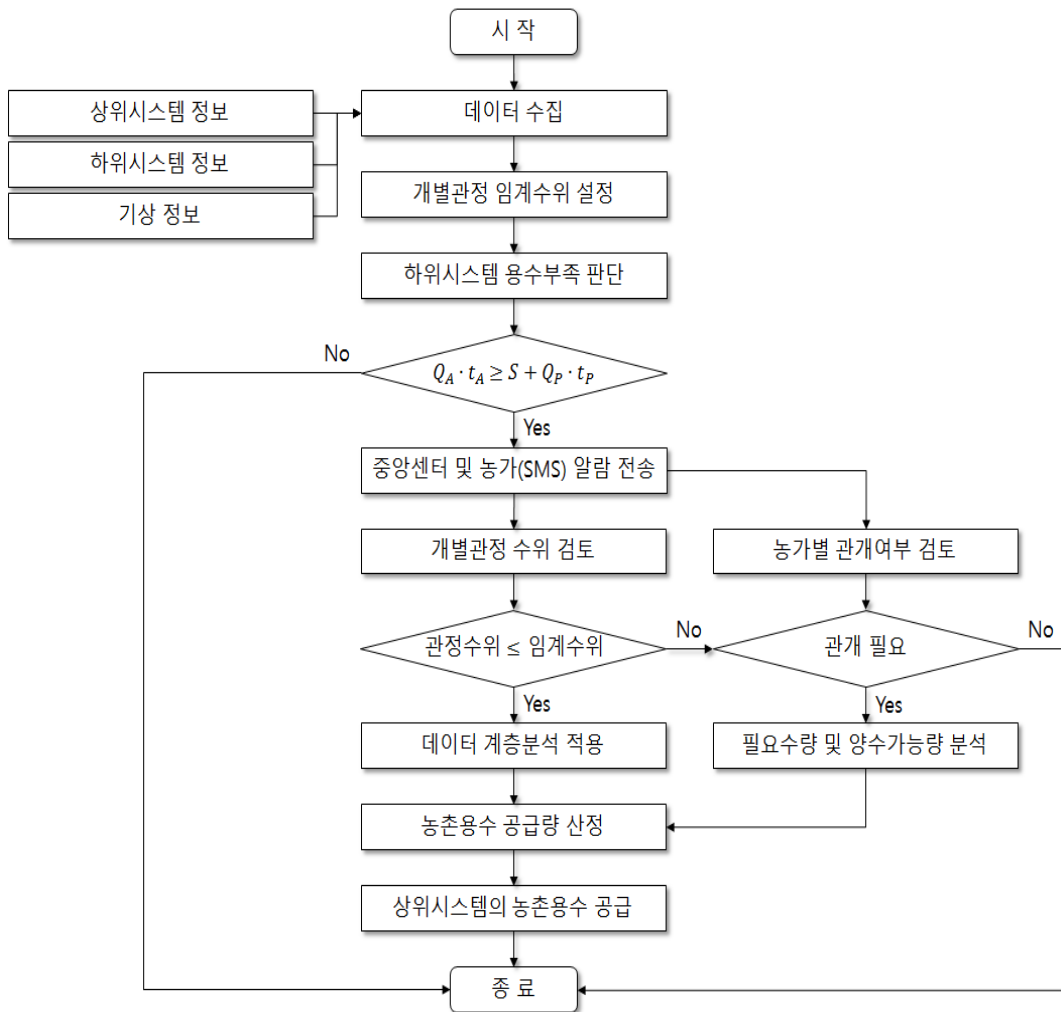 시 작
상위시스템 정보
하위시스템 정보
기상 정보
데이터 수집
개별관정 임계수위 설정
하위시스템 용수부족 판단
No
Q_A · t_A ≥ S + Q_P · t_P
Yes
중앙센터 및 농가(SMS) 알람 전송
개별관정 수위 검토
농가별 관개여부 검토
관정수위 ≤ 임계수위
No
관개 필요
No
Yes
Yes
데이터 계층분석 적용
필요수량 및 양수가능량 분석
농촌용수 공급량 산정
상위시스템의 농촌용수 공급
종 료